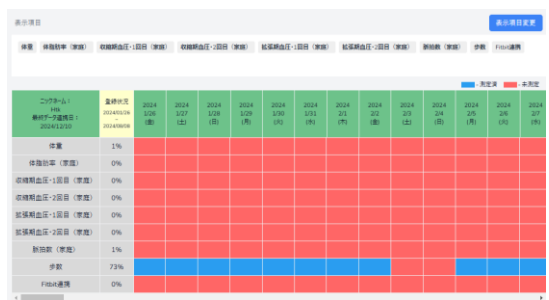 表示項目
表示項目変更
体重 体脂肪率（家庭） 収縮期血圧-1回目（家庭） 収縮期血圧-2回目（家庭） 拡張期血圧-1回目（家庭） 拡張期血圧-2回目（家庭） 脈拍数（家庭） 歩数 Fitbit連携
-測定済 -未測定
ニックネーム：
最終データ連携日：
2024/12/10
登録状況
2024/01/26
~
2024/06/06
2024 1/26 (金)
2024 1/27 (土)
2024 1/28 (日)
2024 1/29 (月)
2024 1/30 (火)
2024 1/31 (水)
2024 2/1 (木)
2024 2/2 (金)
2024 2/3 (土)
2024 2/4 (日)
2024 2/5 (月)
2024 2/6 (火)
2024 2/7 (水)
体重 1%
体脂肪率（家庭） 0%
収縮期血圧-1回目（家庭） 0%
収縮期血圧-2回目（家庭） 0%
拡張期血圧-1回目（家庭） 0%
拡張期血圧-2回目（家庭） 0%
脈拍数（家庭） 1%
歩数 73%
Fitbit連携 0%